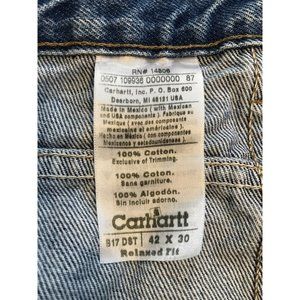 RN# 14806
0507 109936 0000000 87
Carhartt, Inc. P.O. Box 600
Dearborn, MI 48121 USA
Made in Mexico (with Mexican
and USA components). Fabriqué au
Mexique (avec des composants
mexicains et américains).
Hecho en México (con componentes
Mexicanos y estadounidenses)
100% Cotton.
Exclusive of Trimming.
100% Coton.
Sans garniture.
100% Algodón.
Sin incluir adorno.
Carhartt
B17 DST
42 X 30
Relaxed Fit